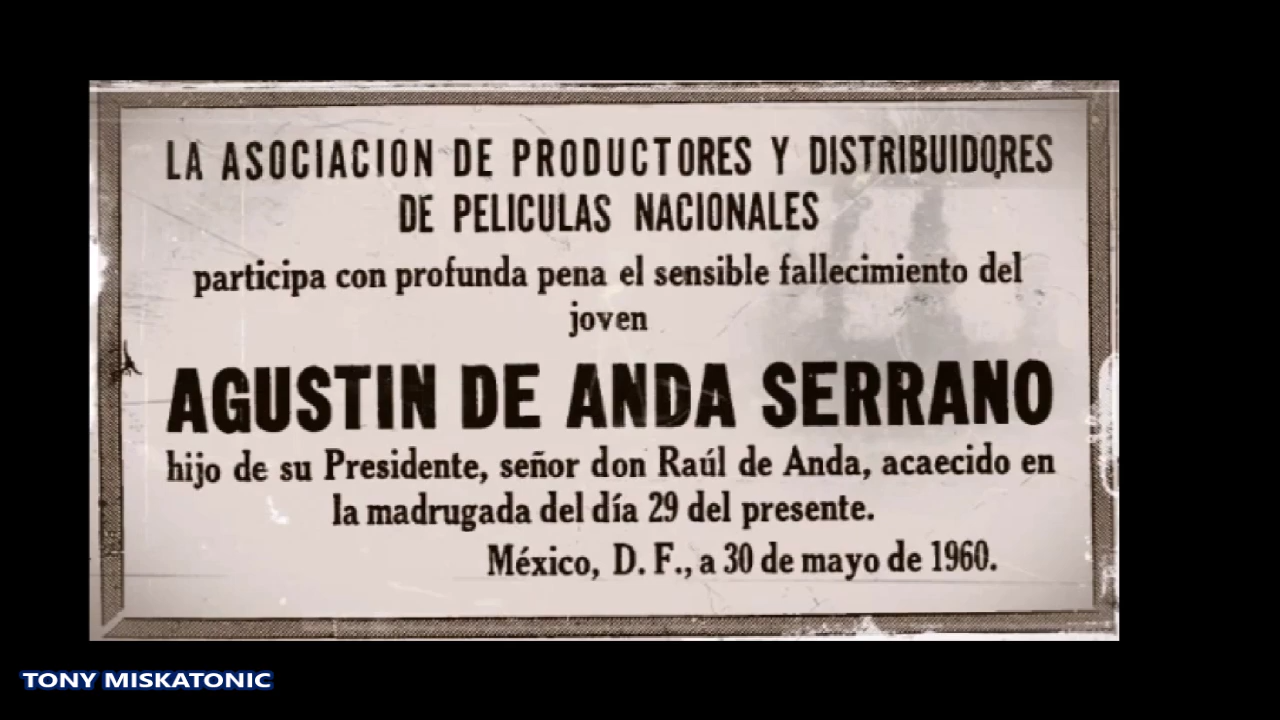 LA ASOCIACION DE PRODUCTORES Y DISTRIBUIDORES
DE PELICULAS NACIONALES
participa con profunda pena el sensible fallecimiento del
joven
AGUSTIN DE ANDA SERRANO
hijo de su Presidente, señor don Raúl de Anda, acaecido en
la madrugada del día 29 del presente.
México, D. F., a 30 de mayo de 1960.
TONY MISKATONIC